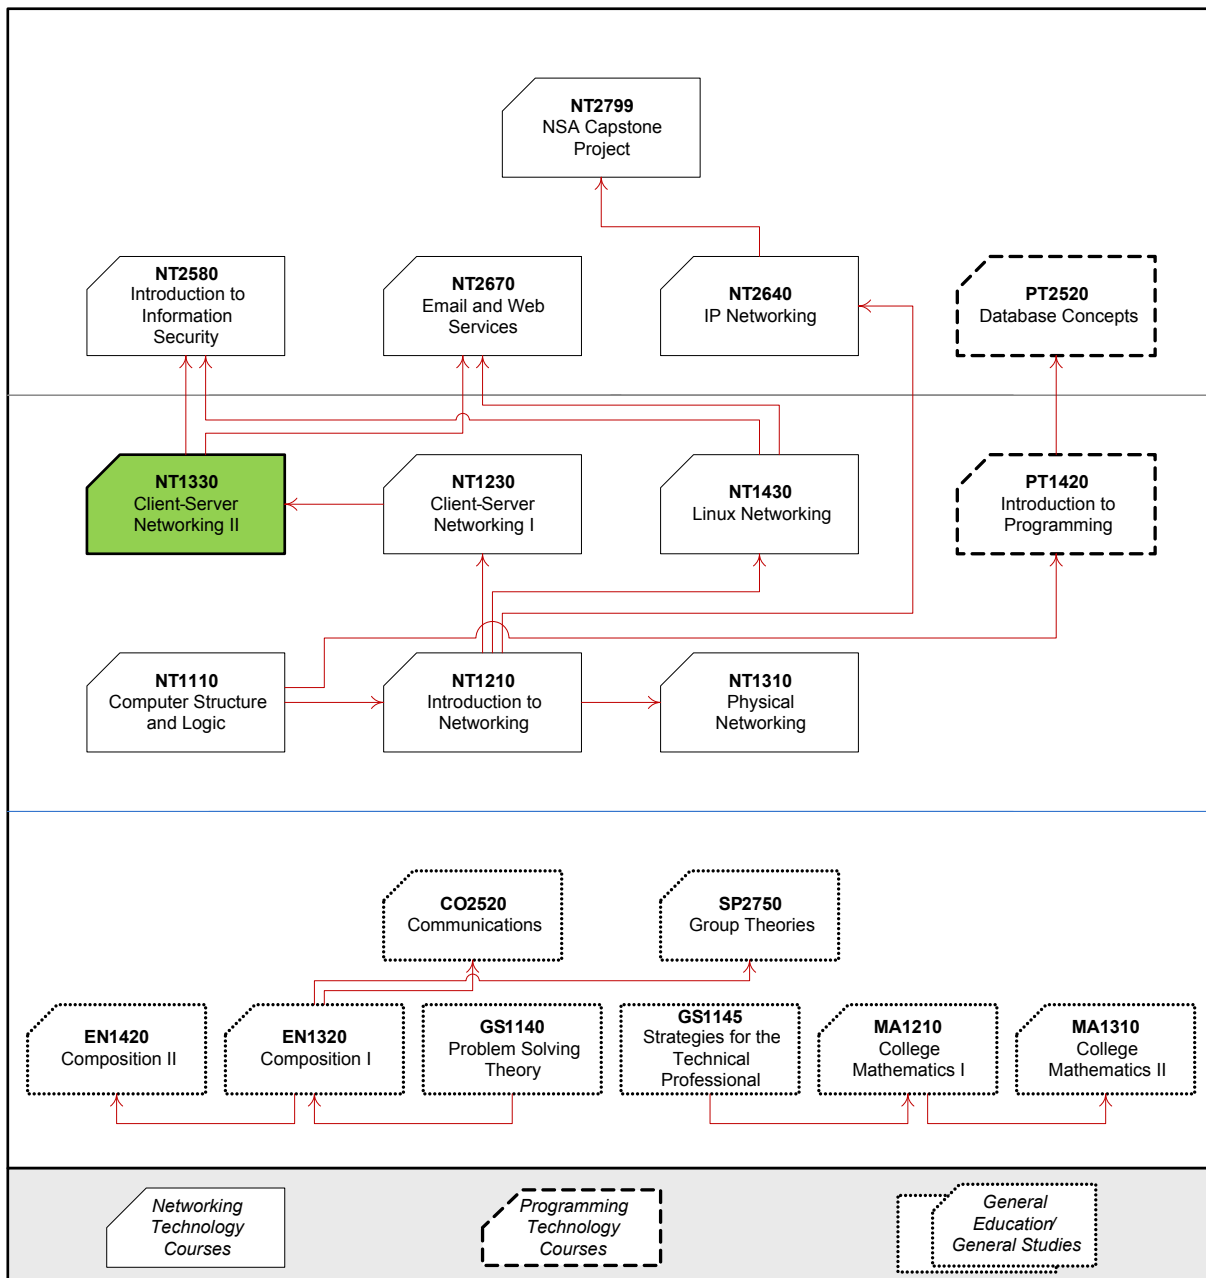 NT2799
NSA Capstone
Project
NT2580
Introduction to
Information
Security
NT2670
Email and Web
Services
NT2640
IP Networking
PT2520
Database Concepts
NT1330
Client-Server
Networking II
NT1230
Client-Server
Networking I
NT1430
Linux Networking
PT1420
Introduction to
Programming
NT1110
Computer Structure
and Logic
NT1210
Introduction to
Networking
NT1310
Physical
Networking
CO2520
Communications
SP2750
Group Theories
EN1420
Composition II
EN1320
Composition I
GS1140
Problem Solving
Theory
GS1145
Strategies for the
Technical
Professional
MA1210
College
Mathematics I
MA1310
College
Mathematics II
Networking
Technology
Courses
Programming
Technology
Courses
General
Education/
General Studies